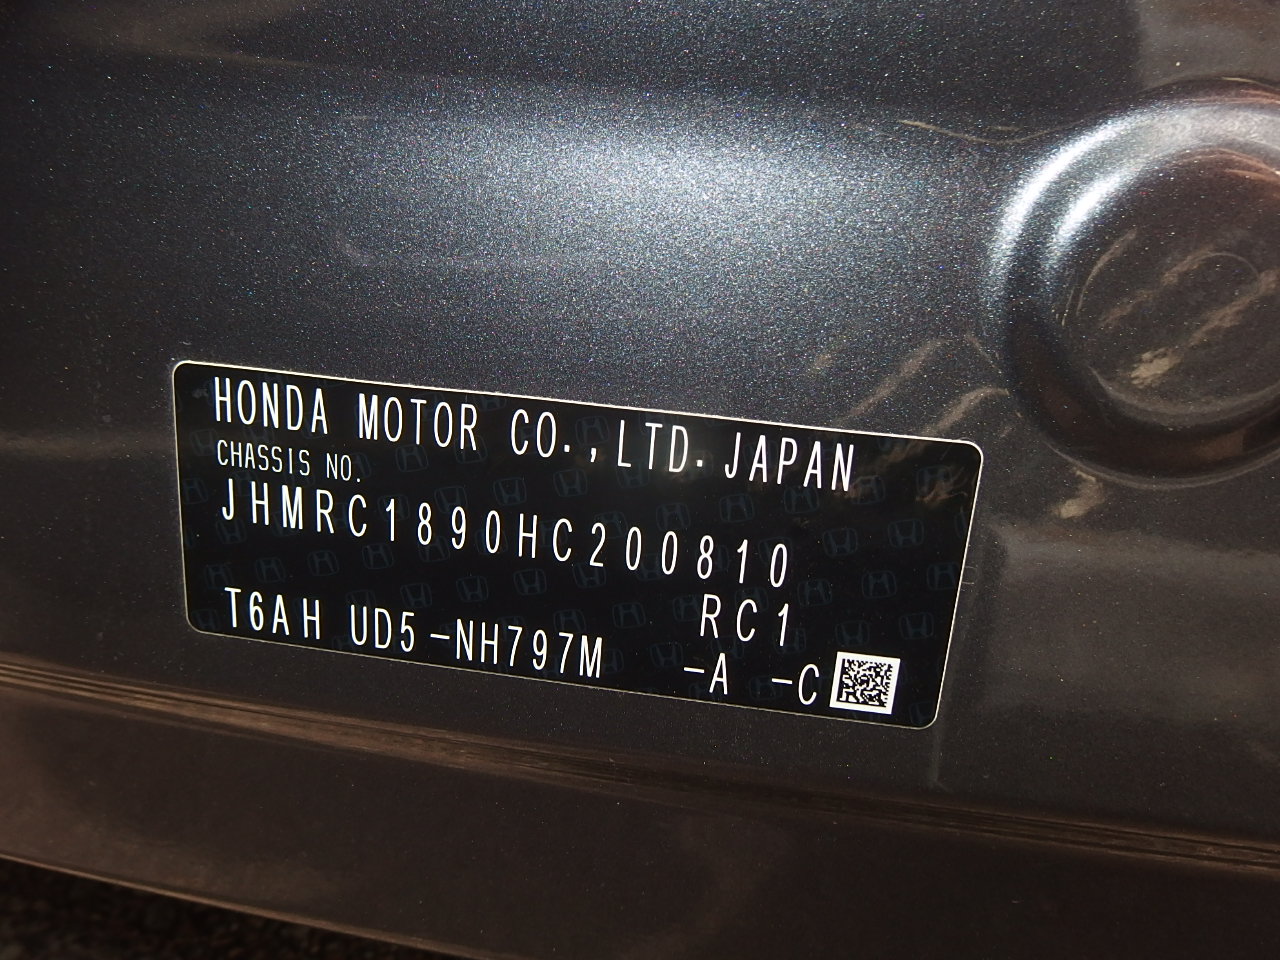 HONDA MOTOR CO.,LTD. JAPAN
CHASSIS NO.
JHMRC1890HC200810
RC1
T6AH UD5-NH797M -A -C